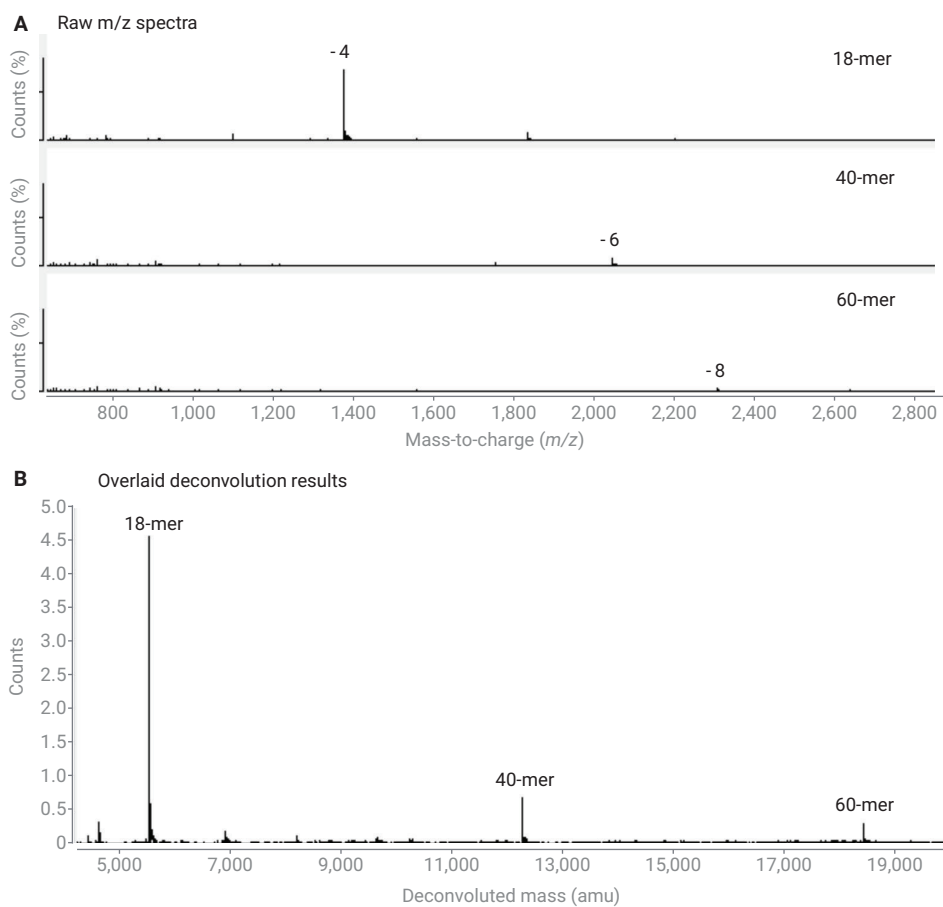 A Raw m/z spectra
- 4
18-mer
Counts (%)
- 6
40-mer
Counts (%)
- 8
60-mer
Counts (%)
800 1,000 1,200 1,400 1,600 1,800 2,000 2,200 2,400 2,600 2,800
Mass-to-charge (m/z)
B Overlaid deconvolution results
5.0
4.5
4.0
3.5
3.0
2.5
2.0
1.5
1.0
0.5
0
Counts
18-mer
40-mer
60-mer
5,000 7,000 9,000 11,000 13,000 15,000 17,000 19,000
Deconvoluted mass (amu)